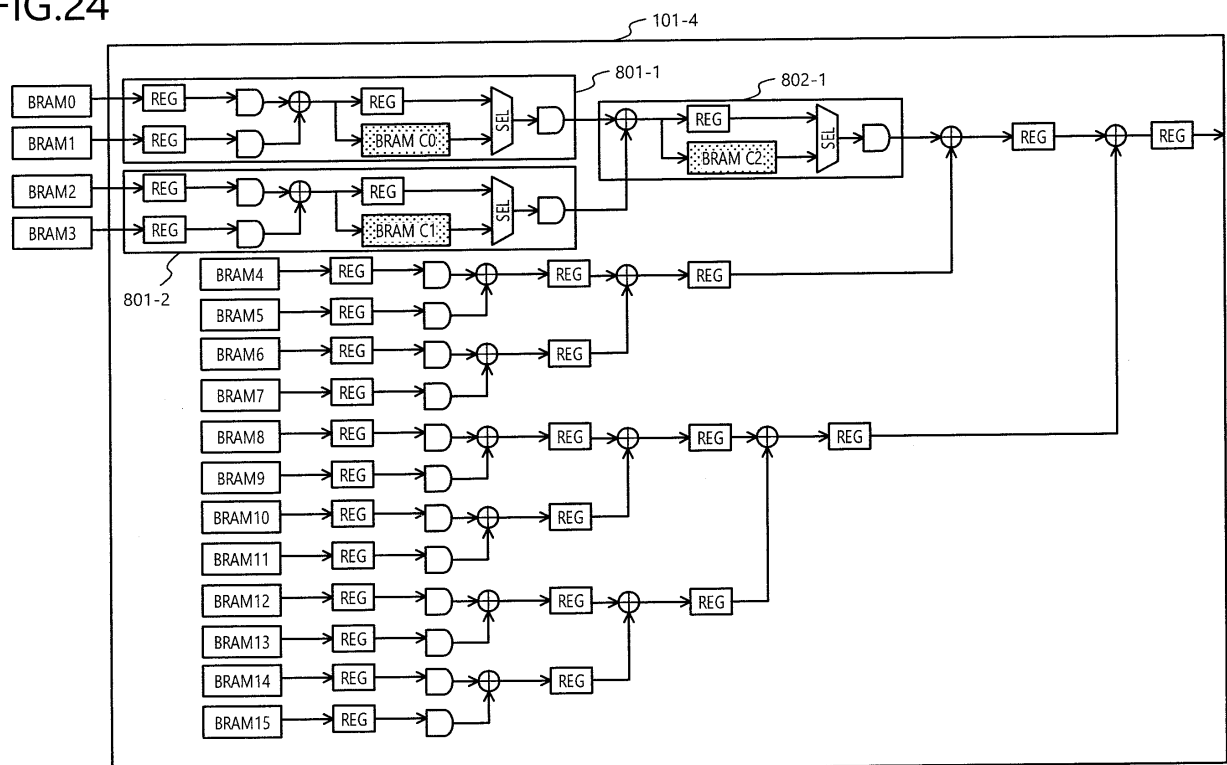 FIG.24
101-4
801-1
802-1
BRAM0 REG REG SEL
BRAM1 REG BRAM C0
REG SEL REG REG
BRAM C2
BRAM2 REG REG SEL
BRAM3 REG BRAM C1
801-2
BRAM4 REG REG REG
BRAM5 REG
BRAM6 REG REG
BRAM7 REG
BRAM8 REG REG REG REG
BRAM9 REG
BRAM10 REG REG
BRAM11 REG
BRAM12 REG REG REG
BRAM13 REG
BRAM14 REG REG
BRAM15 REG